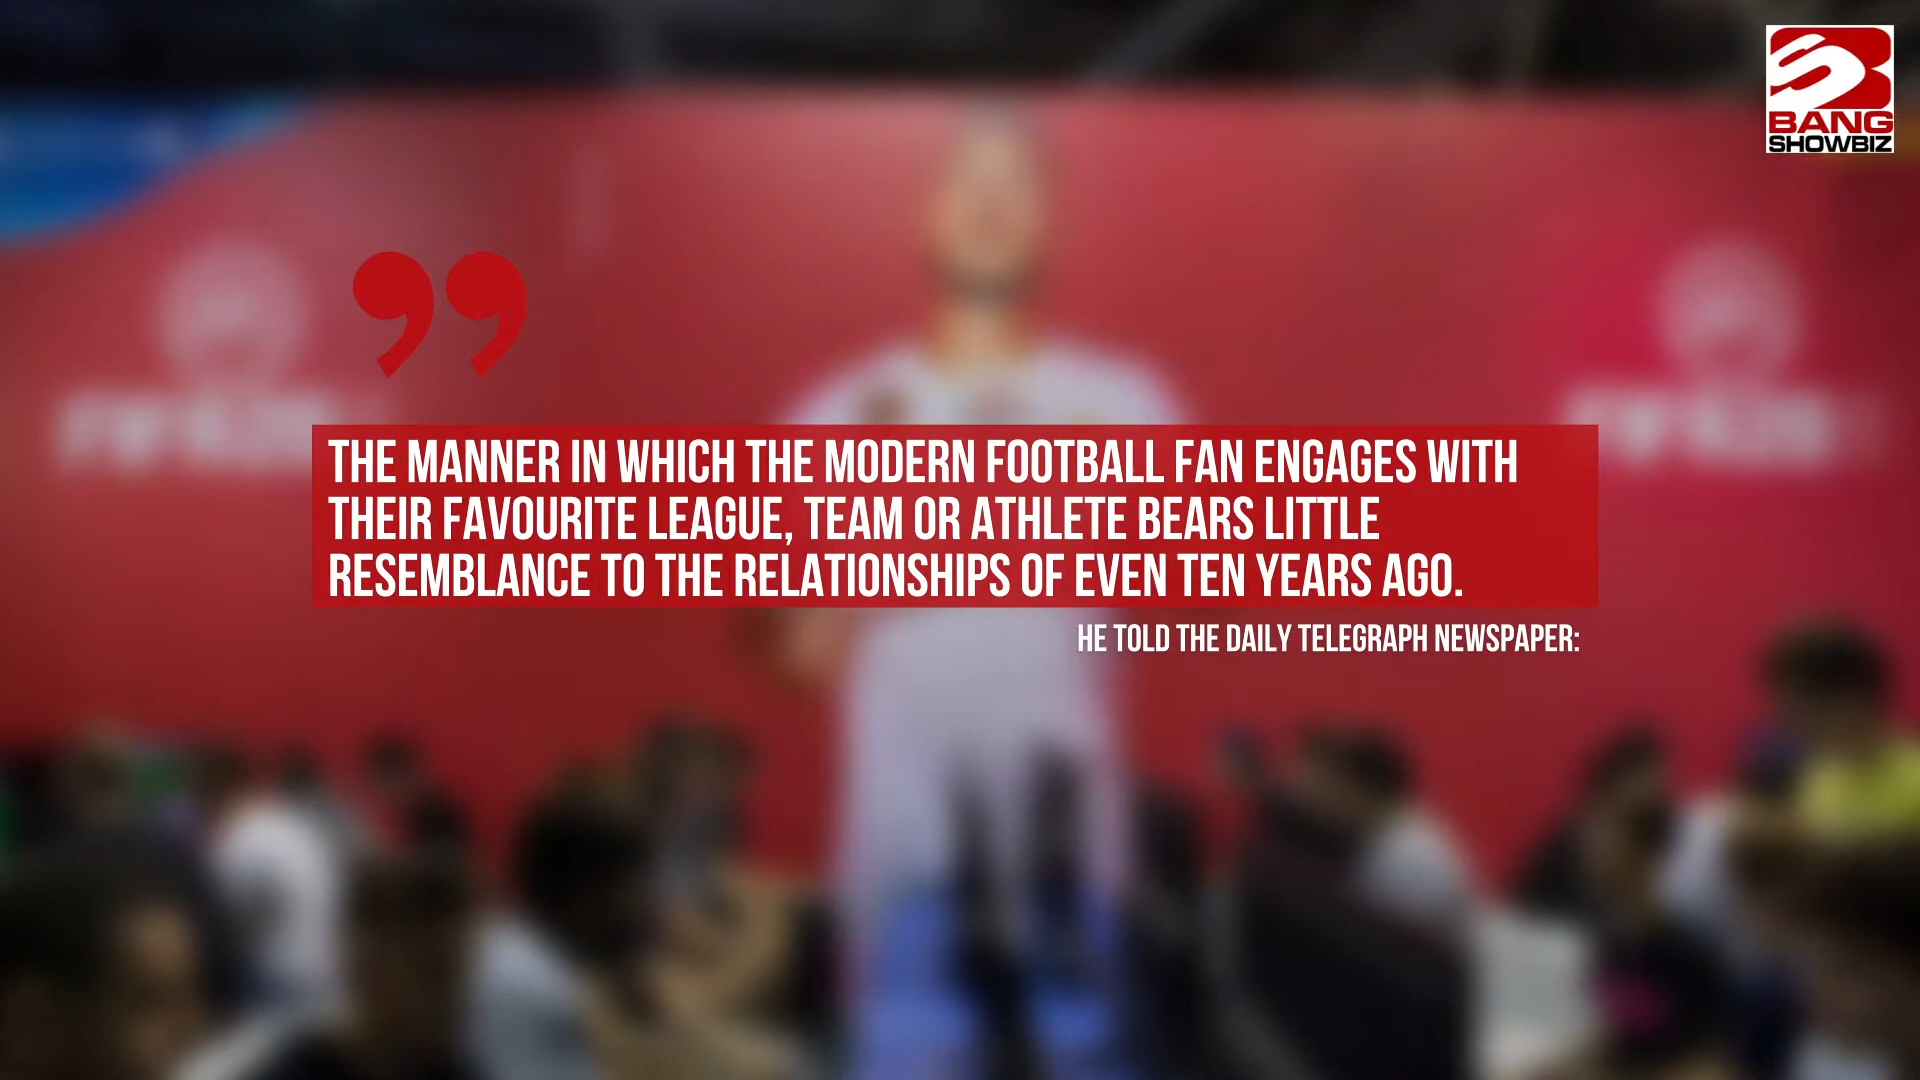 BANG
SHOWBIZ
THE MANNER IN WHICH THE MODERN FOOTBALL FAN ENGAGES WITH
THEIR FAVOURITE LEAGUE, TEAM OR ATHLETE BEARS LITTLE
RESEMBLANCE TO THE RELATIONSHIPS OF EVEN TEN YEARS AGO.
HE TOLD THE DAILY TELEGRAPH NEWSPAPER: